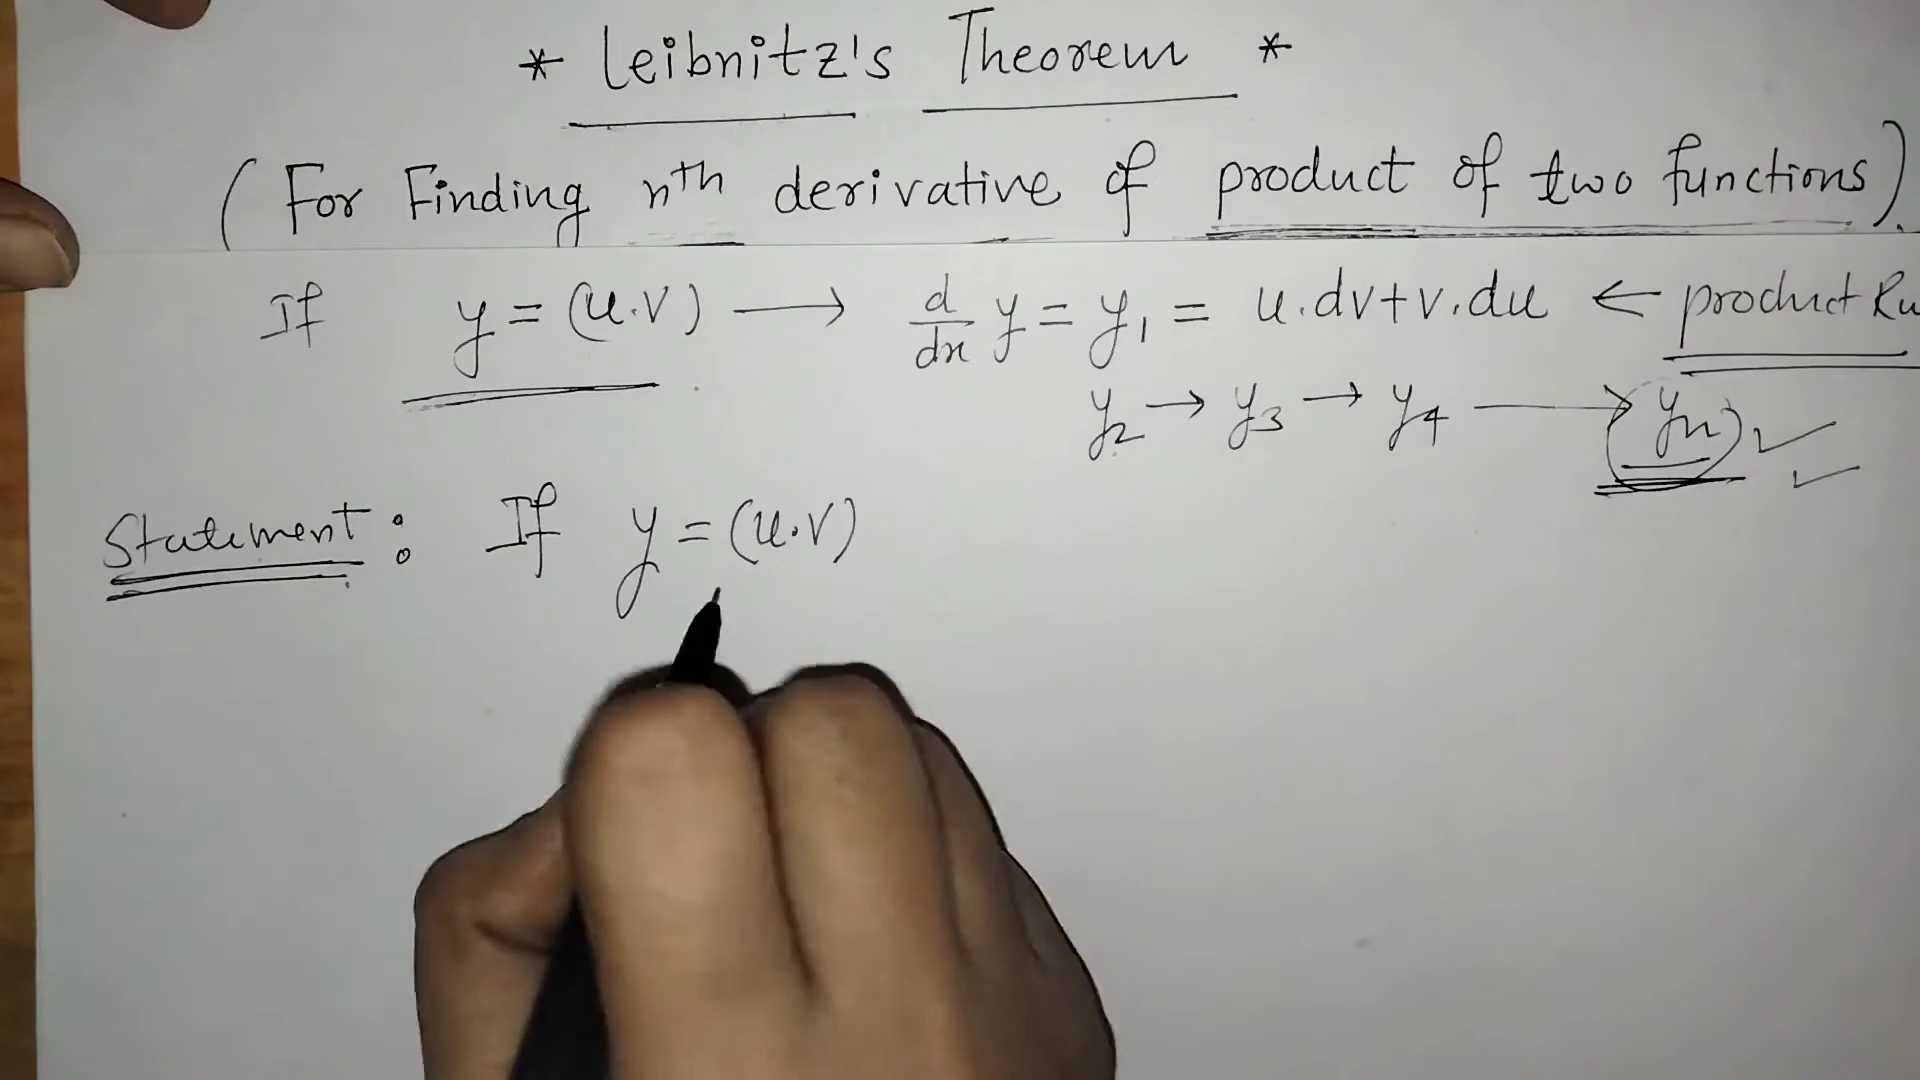 * Leibnitz's Theorem *
(For Finding nth derivative of product of two functions).
If y = (u.v) → d/dx y = y₁ = u.dv+v.du ← product Ru
y₂ → y₃ → y₄ → yₙ ✓ ✓
Statement: If y = (u.v)